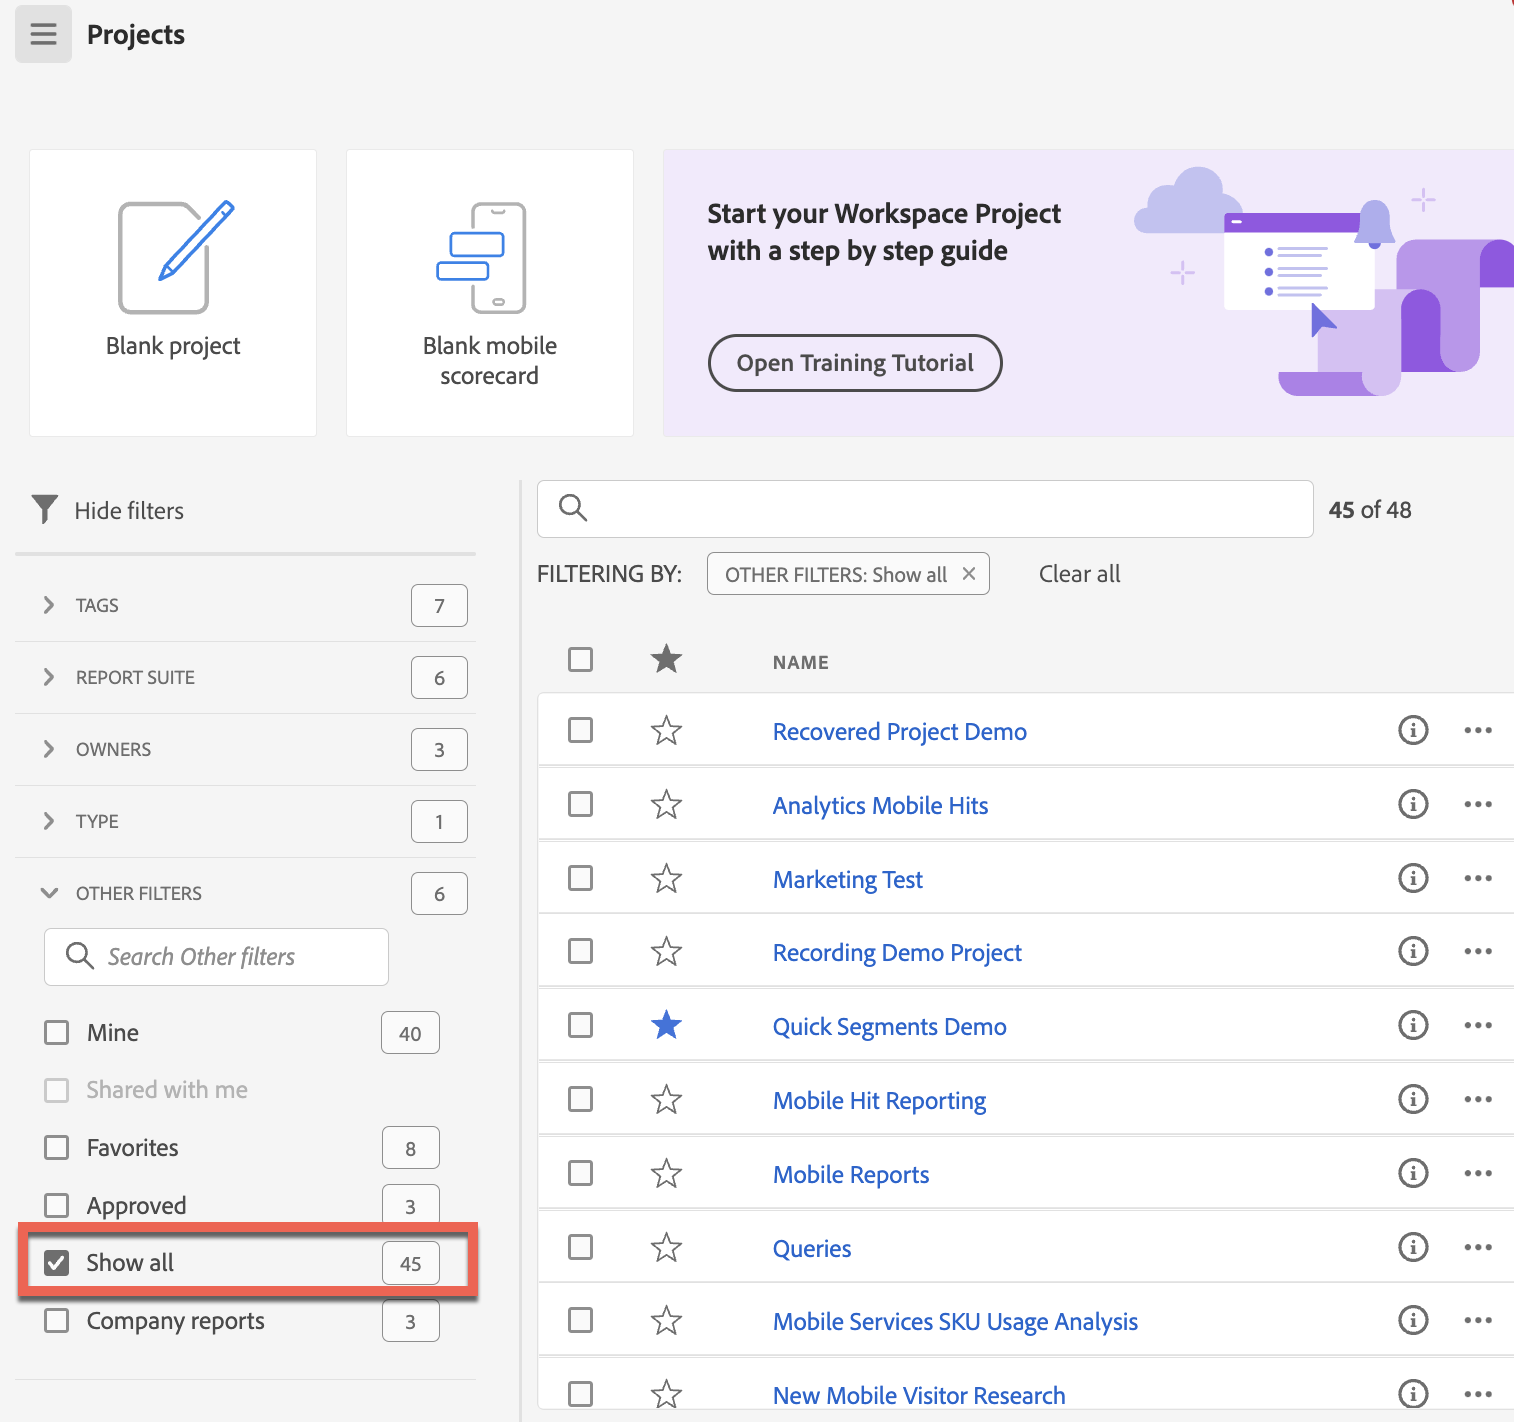 Projects
Blank project
Blank mobile
scorecard
Start your Workspace Project
with a step by step guide
Open Training Tutorial
Hide filters
TAGS 7
REPORT SUITE 6
OWNERS 3
TYPE 1
OTHER FILTERS 6
Search Other filters
Mine 40
Shared with me
Favorites 8
Approved 3
Show all 45
Company reports 3
45 of 48
FILTERING BY: OTHER FILTERS: Show all Clear all
NAME
Recovered Project Demo
Analytics Mobile Hits
Marketing Test
Recording Demo Project
Quick Segments Demo
Mobile Hit Reporting
Mobile Reports
Queries
Mobile Services SKU Usage Analysis
New Mobile Visitor Research